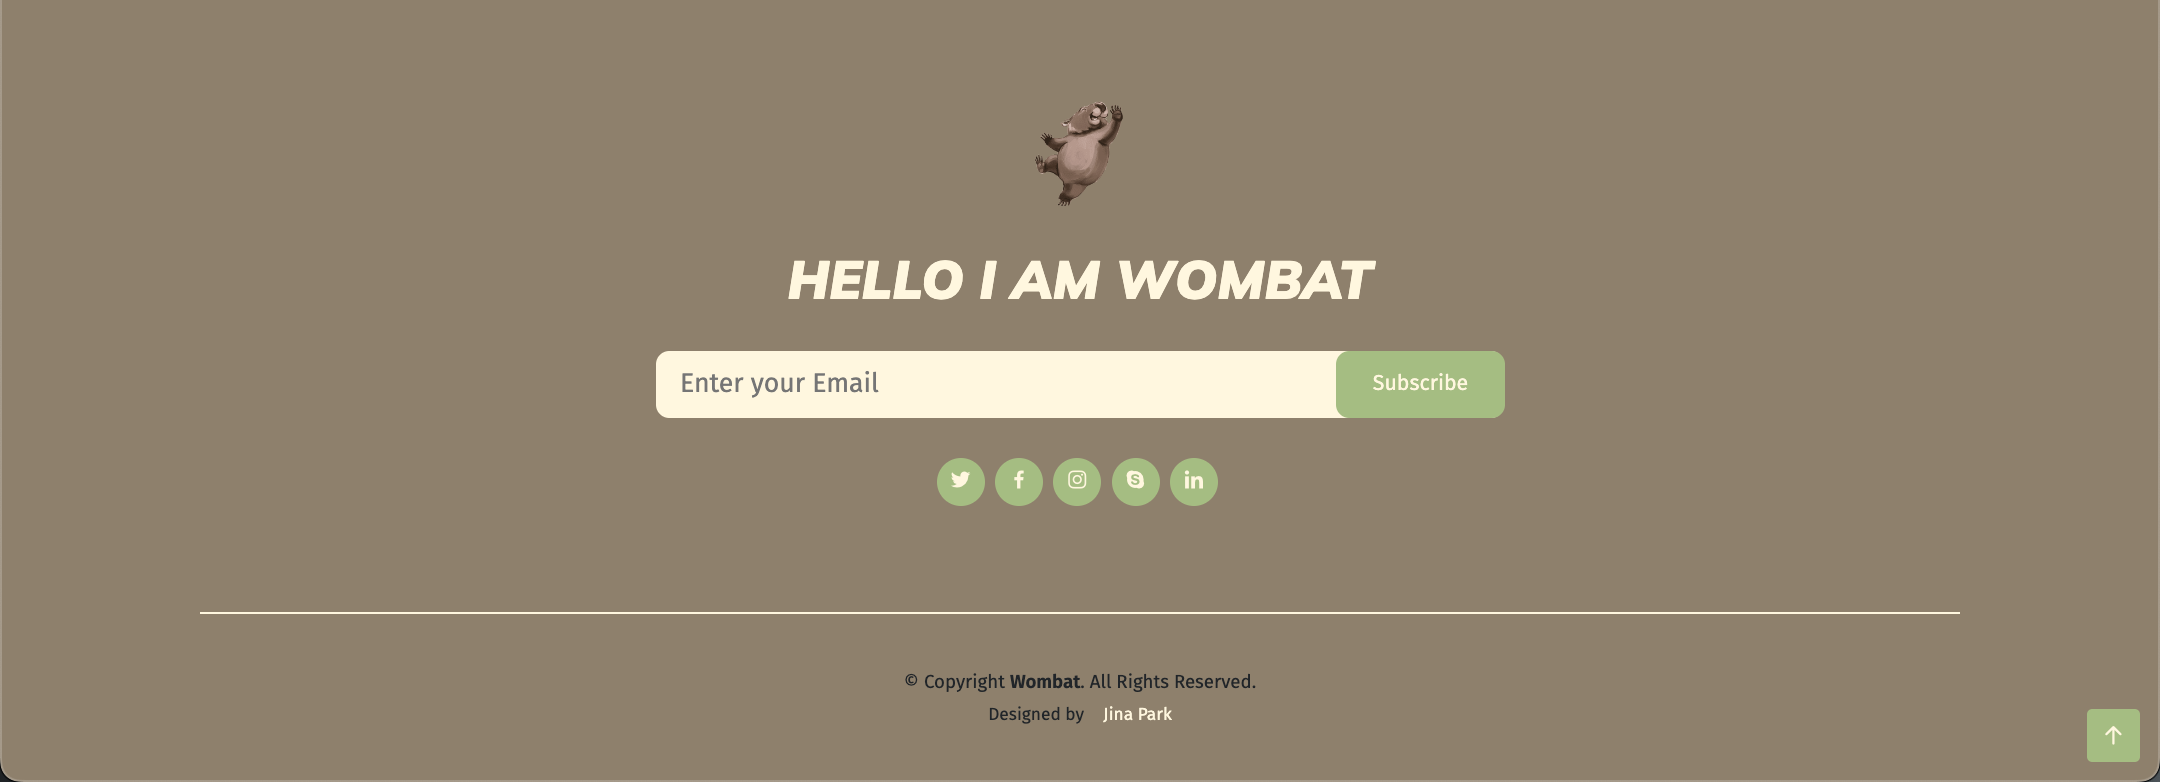 HELLO I AM WOMBAT
Enter your Email
Subscribe
© Copyright Wombat. All Rights Reserved.
Designed by Jina Park